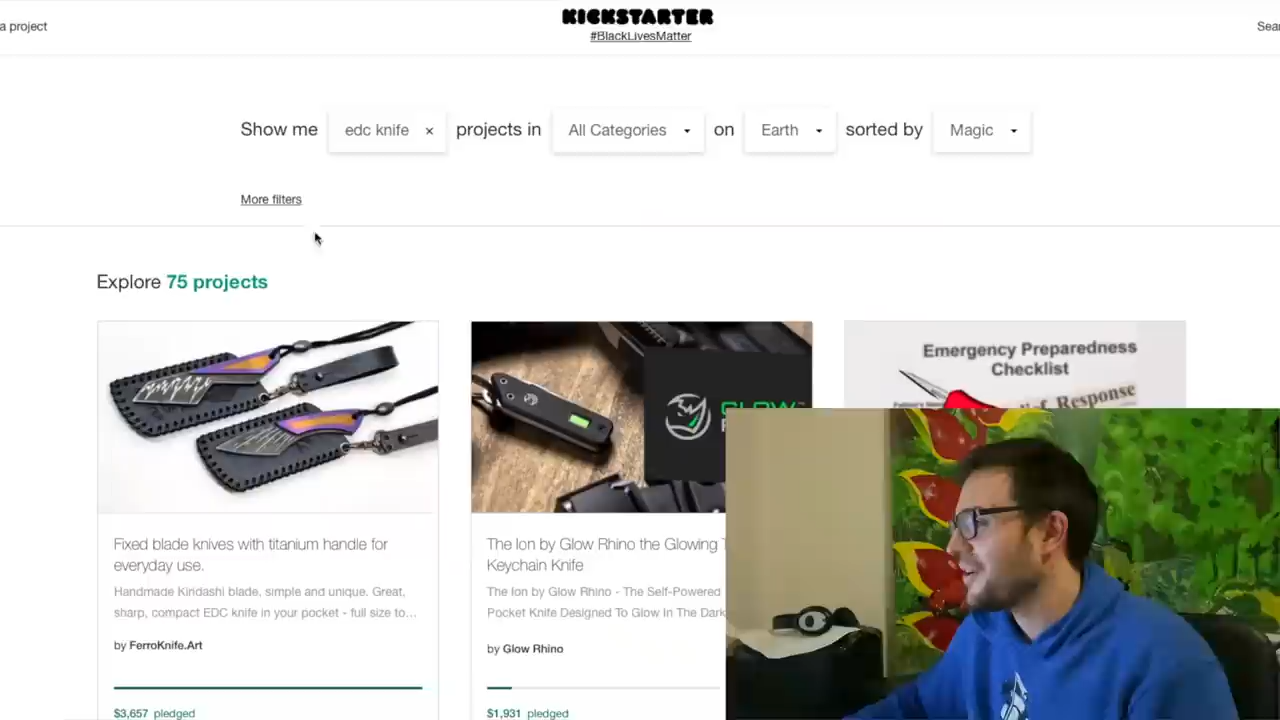 a project
KICKSTARTER
#BlackLivesMatter
Show me edc knife × projects in All Categories on Earth sorted by Magic
More filters
Explore 75 projects
Emergency Preparedness
Checklist
Response
GLOW
Fixed blade knives with titanium handle for
everyday use.
Handmade Kiridashi blade, simple and unique. Great,
sharp, compact EDC knife in your pocket - full size to...
by FerroKnife.Art
$3,657 pledged
The Ion by Glow Rhino the Glowing
Keychain Knife
The Ion by Glow Rhino - The Self-Powered
Pocket Knife Designed To Glow In The Dark
by Glow Rhino
$1,931 pledged